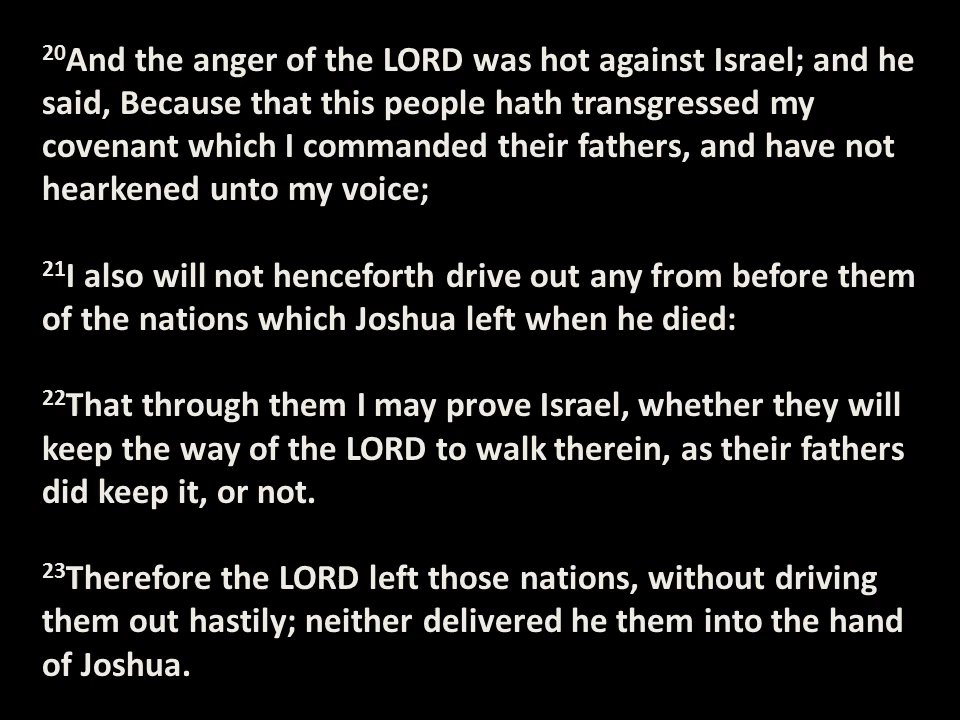 20And the anger of the LORD was hot against Israel; and he
said, Because that this people hath transgressed my
covenant which I commanded their fathers, and have not
hearkened unto my voice;
21I also will not henceforth drive out any from before them
of the nations which Joshua left when he died:
22That through them I may prove Israel, whether they will
keep the way of the LORD to walk therein, as their fathers
did keep it, or not.
23Therefore the LORD left those nations, without driving
them out hastily; neither delivered he them into the hand
of Joshua.